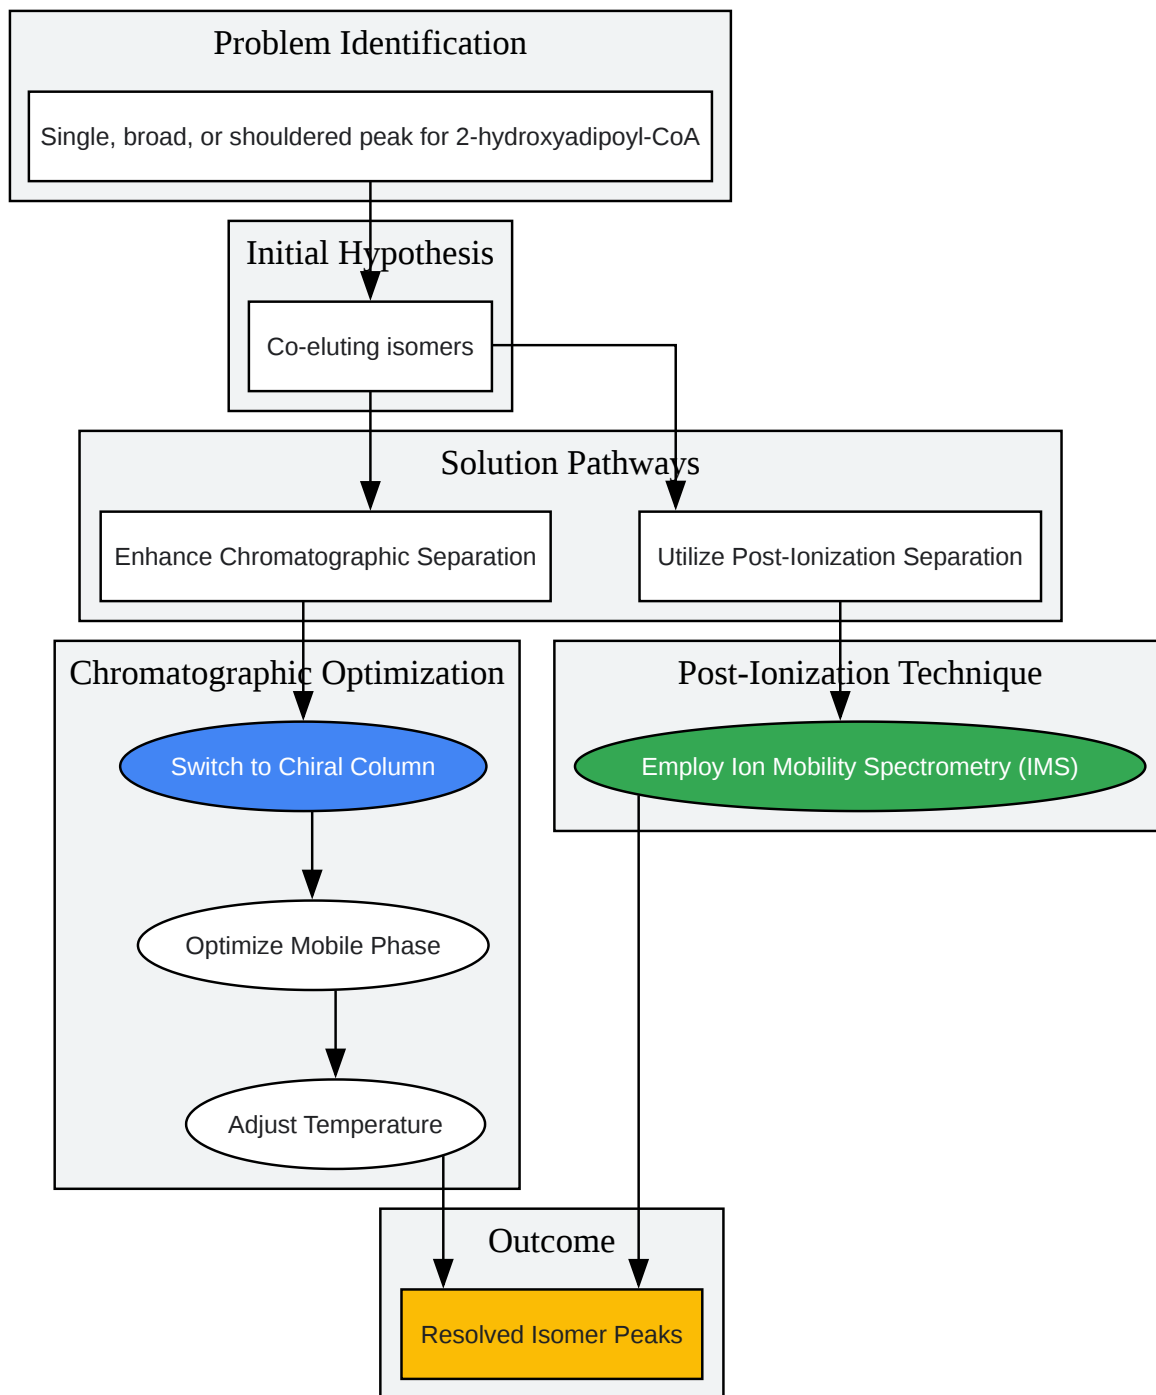 Problem Identification
Single, broad, or shouldered peak for 2-hydroxyadipoyl-CoA
Initial Hypothesis
Co-eluting isomers
Solution Pathways
Enhance Chromatographic Separation
Utilize Post-Ionization Separation
Chromatographic Optimization
Switch to Chiral Column
Optimize Mobile Phase
Adjust Temperature
Post-Ionization Technique
Employ Ion Mobility Spectrometry (IMS)
Outcome
Resolved Isomer Peaks